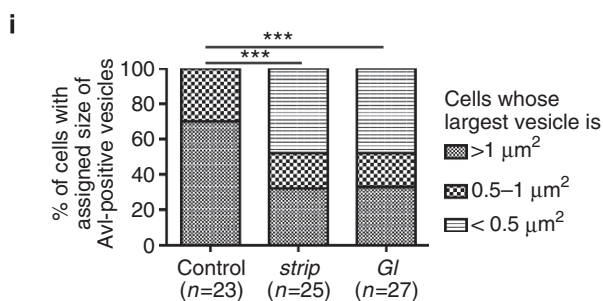 i
***
***
% of cells with
assigned size of
Avl-positive vesicles
100
80
60
40
20
0
Control
(n=23)
strip
(n=25)
Gl
(n=27)
Cells whose
largest vesicle is
>1 μm²
0.5–1 μm²
< 0.5 μm²